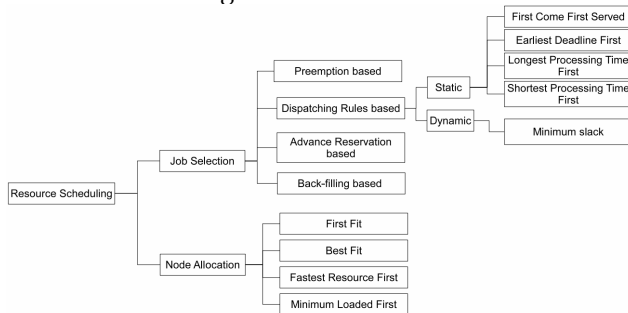 First Come First Served
Earliest Deadline First
Longest Processing Time
First
Shortest Processing Time
First
Preemption based
Static
Dispatching Rules based
Dynamic
Minimum slack
Advance Reservation
based
Job Selection
Back-filling based
Resource Scheduling
First Fit
Best Fit
Node Allocation
Fastest Resource First
Minimum Loaded First